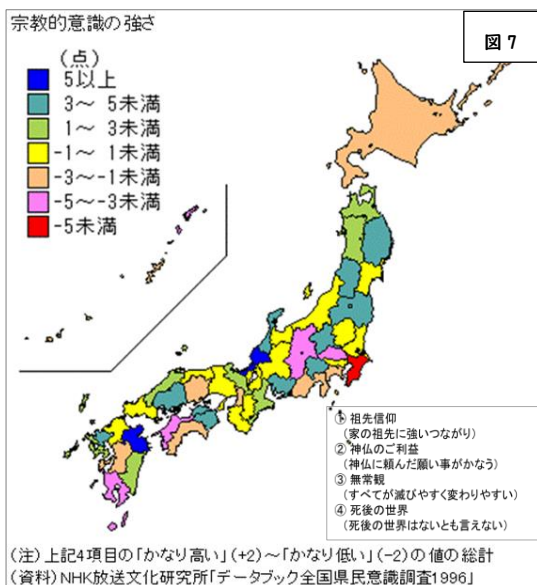 宗教的意識の強さ
図 7
(点)
5以上
3～ 5未満
1～ 3未満
-1～ 1未満
-3～-1未満
-5～-3未満
-5未満
① 祖先信仰
(家の祖先に強いつながり)
② 神仏のご利益
(神仏に頼んだ願い事がかなう)
③ 無常観
(すべてが滅びやすく変わりやすい)
④ 死後の世界
(死後の世界はないとも言えない)
(注)上記4項目の「かなり高い」(+2)～「かなり低い」(-2)の値の総計
(資料)NHK放送文化研究所「データブック全国県民意識調査1996」